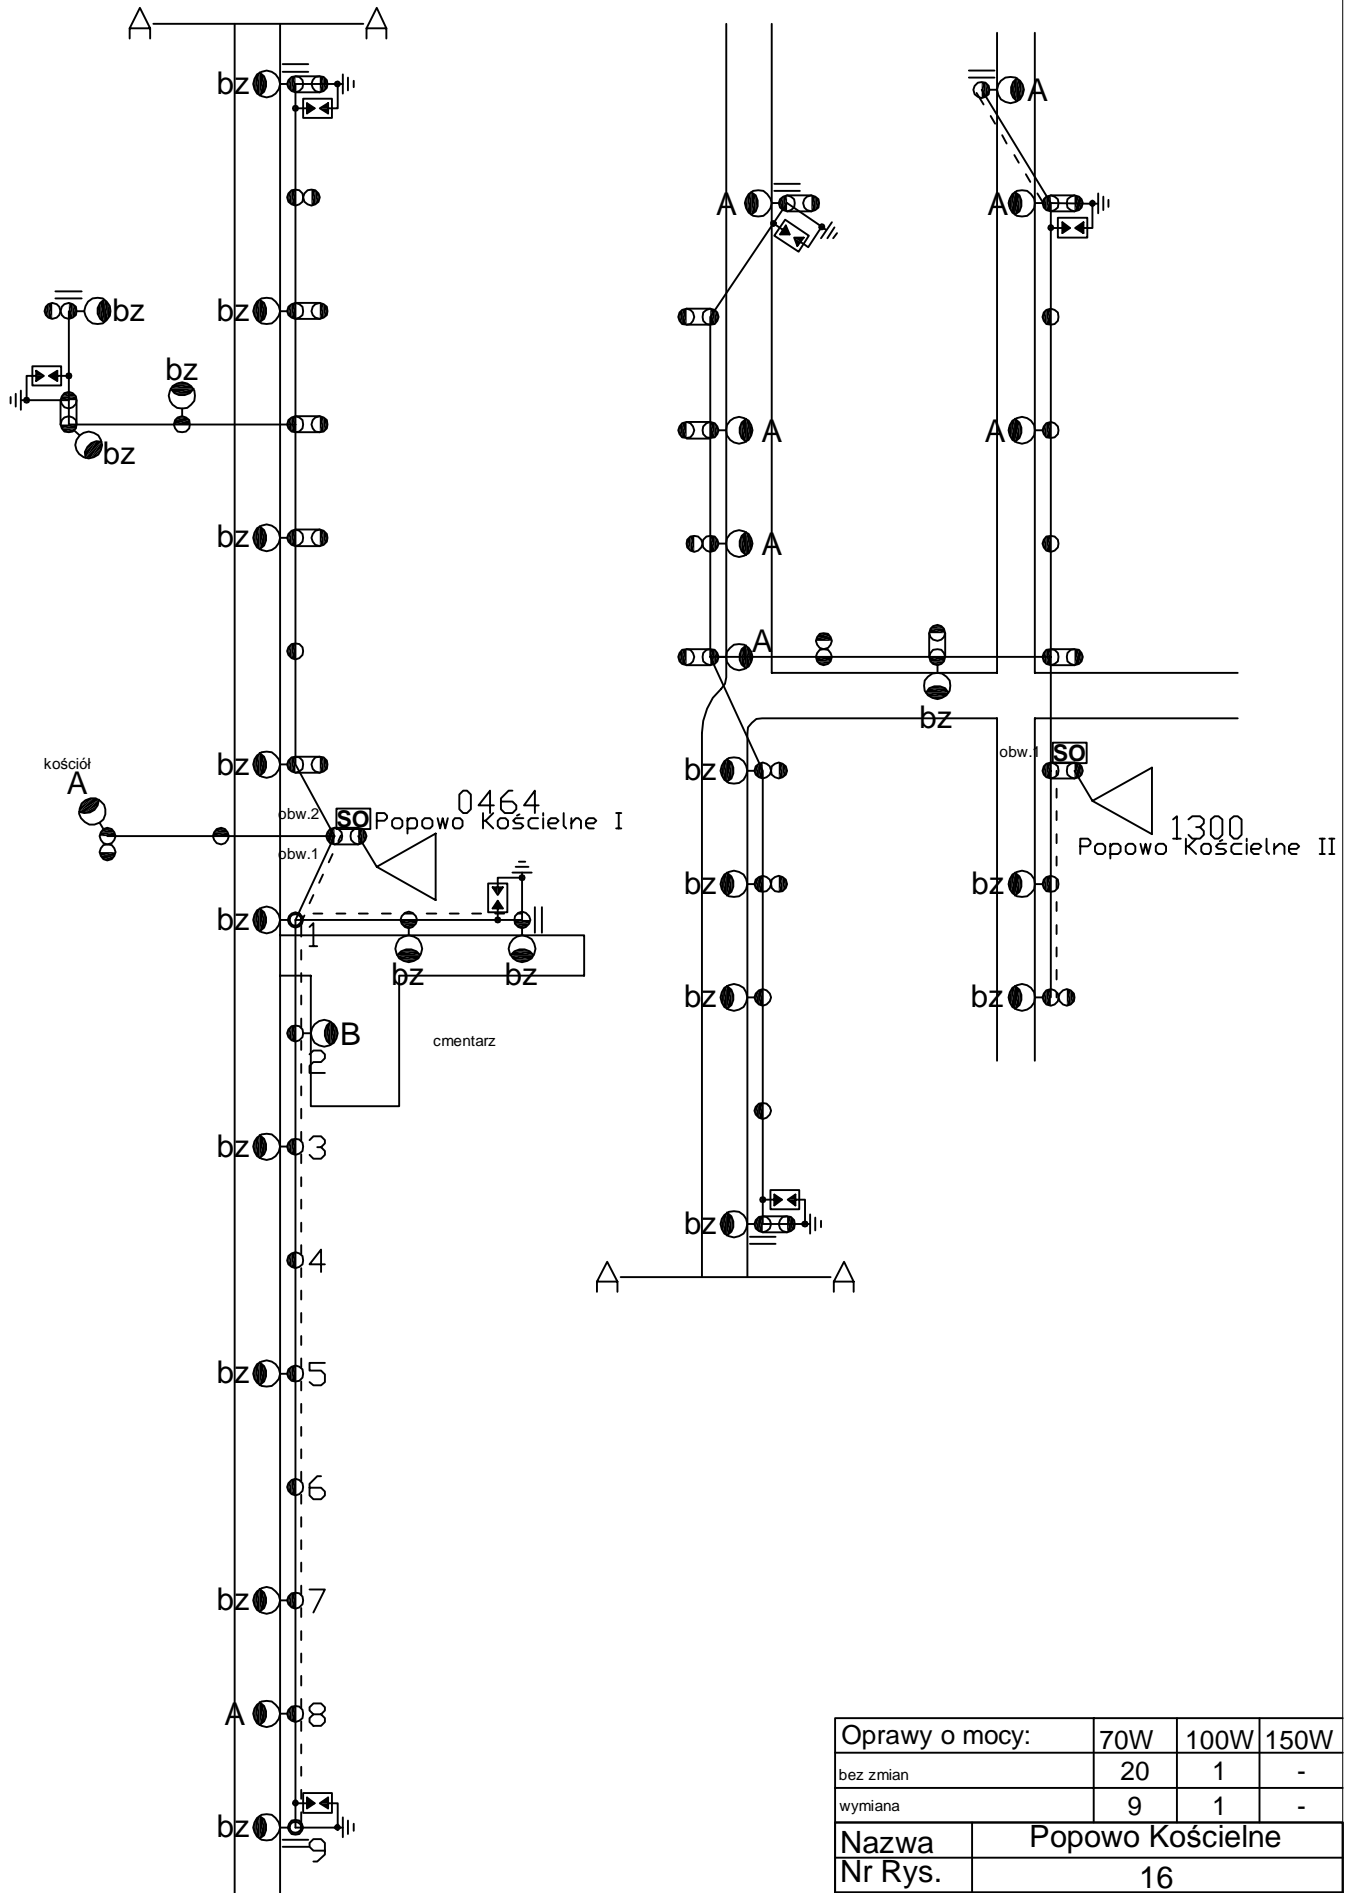 A A
bz
A
A
A
bz
bz
bz
bz
A
A
A
bz
A
bz
A
bz
bz
kościół
A
obw.2
SO
0464
Popowo Kościelne I
obw.1
bz
obw.1
SO
1300
Popowo Kościelne II
bz
bz
bz
1
bz
bz
bz
bz
B
2
cmentarz
bz
3
bz
4
A A
bz
5
6
bz
7
A
8
bz
9
Oprawy o mocy: 70W 100W 150W
bez zmian 20 1 -
wymiana 9 1 -
Nazwa Popowo Kościelne
Nr Rys. 16